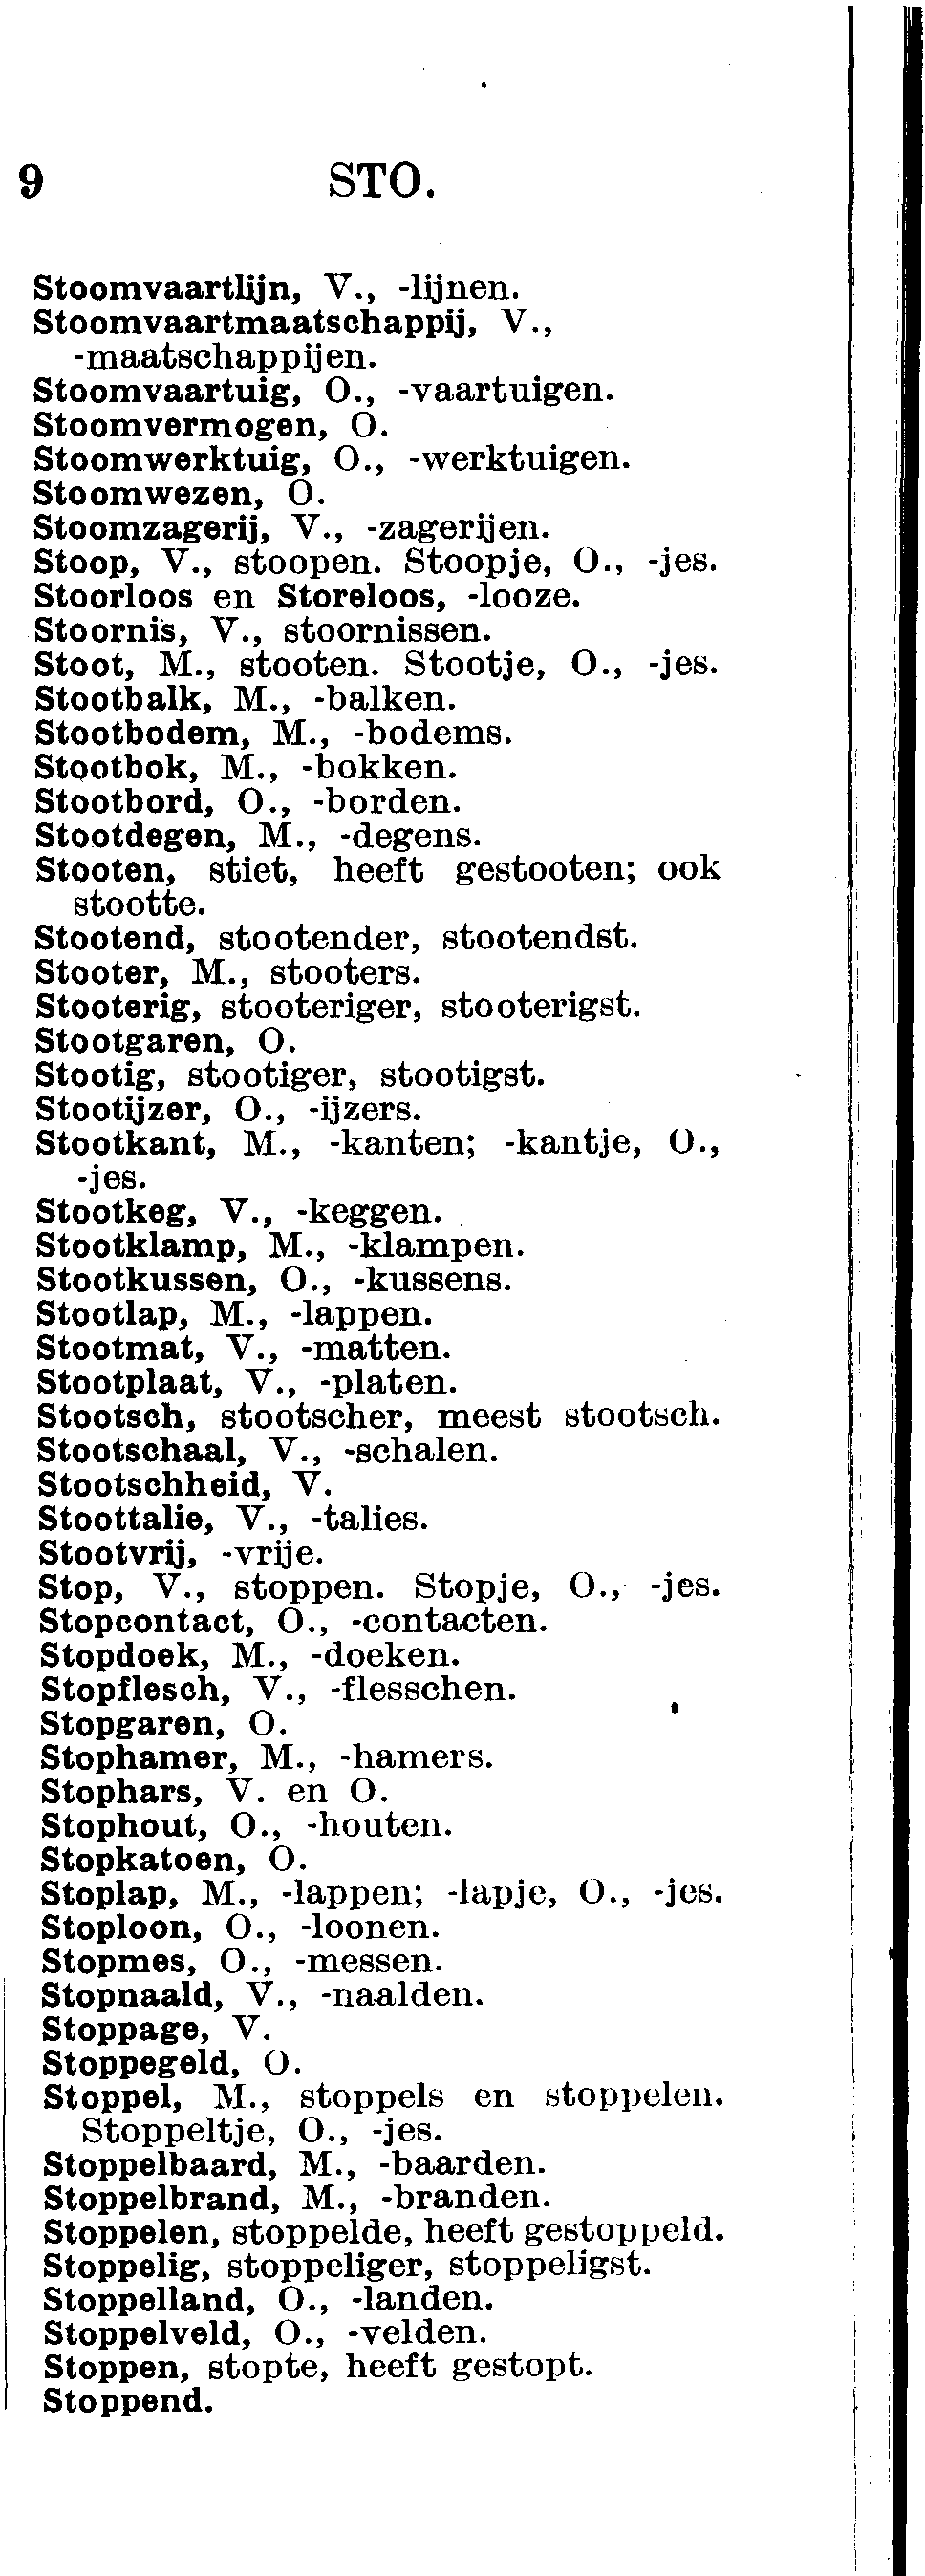 9 STO.
Stoomvaartlijn, V., -lijnen.
Stoomvaartmaatschappij, V.,
-maatschappijen.
Stoomvaartuig, O., -vaartuigen.
Stoomvermogen, O.
Stoomwerktuig, O., -werktuigen.
Stoomwezen, O.
Stoomzagerij, V., -zagerijen.
Stoop, V., stoopen. Stoopje, O., -jes.
Stoorloos en Storeloos, -looze.
Stoornis, V., stoornissen.
Stoot, M., stooten. Stootje, O., -jes.
Stootbalk, M., -balken.
Stootbodem, M., -bodems.
Stootbok, M., -bokken.
Stootbord, O., -borden.
Stootdegen, M., -degens.
Stooten, stiet, heeft gestooten; ook
stootte.
Stootend, stootender, stootendst.
Stooter, M., stooters.
Stooterig, stooteriger, stooterigst.
Stootgaren, O.
Stootig, stootiger, stootigst.
Stootijzer, O., -ijzers.
Stootkant, M., -kanten; -kantje, O.,
-jes.
Stootkeg, V., -keggen.
Stootklamp, M., -klampen.
Stootkussen, O., -kussens.
Stootlap, M., -lappen.
Stootmat, V., -matten.
Stootplaat, V., -platen.
Stootsch, stootscher, meest stootsch.
Stootschaal, V., -schalen.
Stootschheid, V.
Stoottalie, V., -talies.
Stootvrij, -vrije.
Stop, V., stoppen. Stopje, O., -jes.
Stopcontact, O., -contacten.
Stopdoek, M., -doeken.
Stopflesch, V., -flesschen.
Stopgaren, O.
Stophamer, M., -hamers.
Stophars, V. en O.
Stophout, O., -houten.
Stopkatoen, O.
Stoplap, M., -lappen; -lapje, O., -jes.
Stoploon, O., -loonen.
Stopmes, O., -messen.
Stopnaald, V., -naalden.
Stoppage, V.
Stoppegeld, O.
Stoppel, M., stoppels en stoppelen.
Stoppeltje, O., -jes.
Stoppelbaard, M., -baarden.
Stoppelbrand, M., -branden.
Stoppelen, stoppelde, heeft gestoppeld.
Stoppelig, stoppeliger, stoppeligst.
Stoppelland, O., -landen.
Stoppelveld, O., -velden.
Stoppen, stopte, heeft gestopt.
Stoppend.